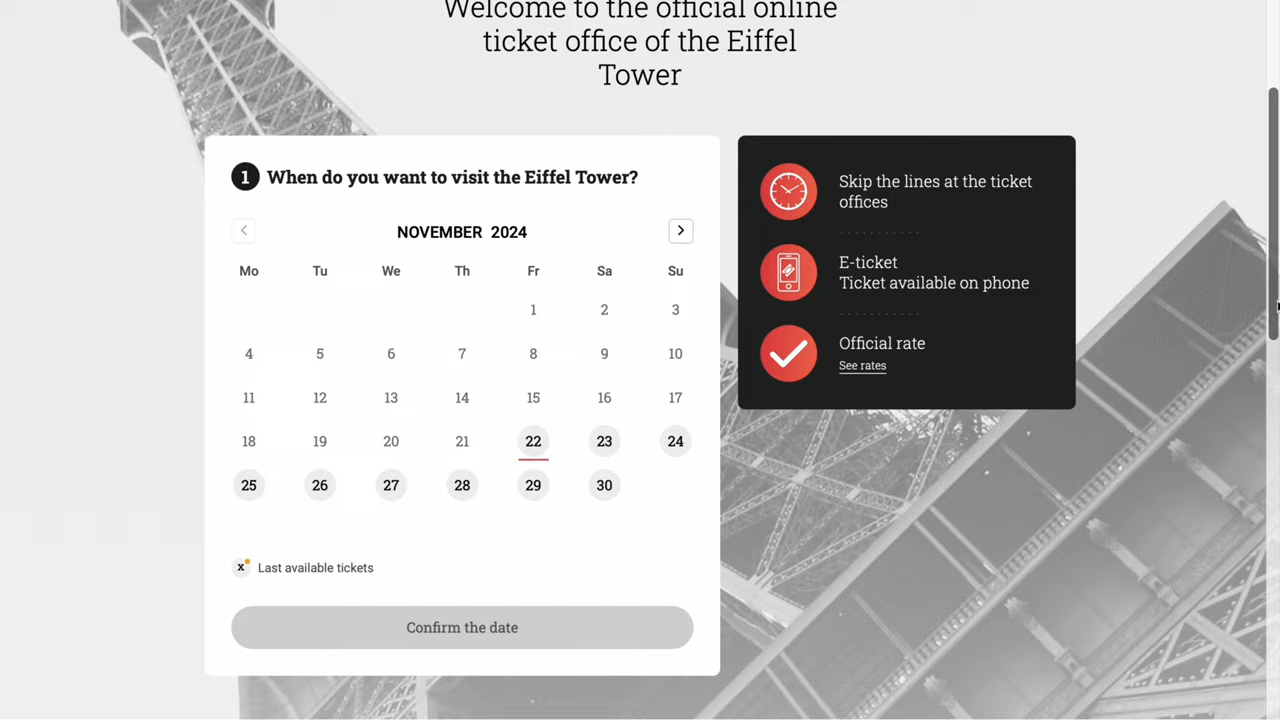 Welcome to the official online
ticket office of the Eiffel
Tower
1 When do you want to visit the Eiffel Tower?
NOVEMBER 2024
Mo Tu We Th Fr Sa Su
1 2 3
4 5 6 7 8 9 10
11 12 13 14 15 16 17
18 19 20 21 22 23 24
25 26 27 28 29 30
x Last available tickets
Confirm the date
Skip the lines at the ticket
offices
E-ticket
Ticket available on phone
Official rate
See rates